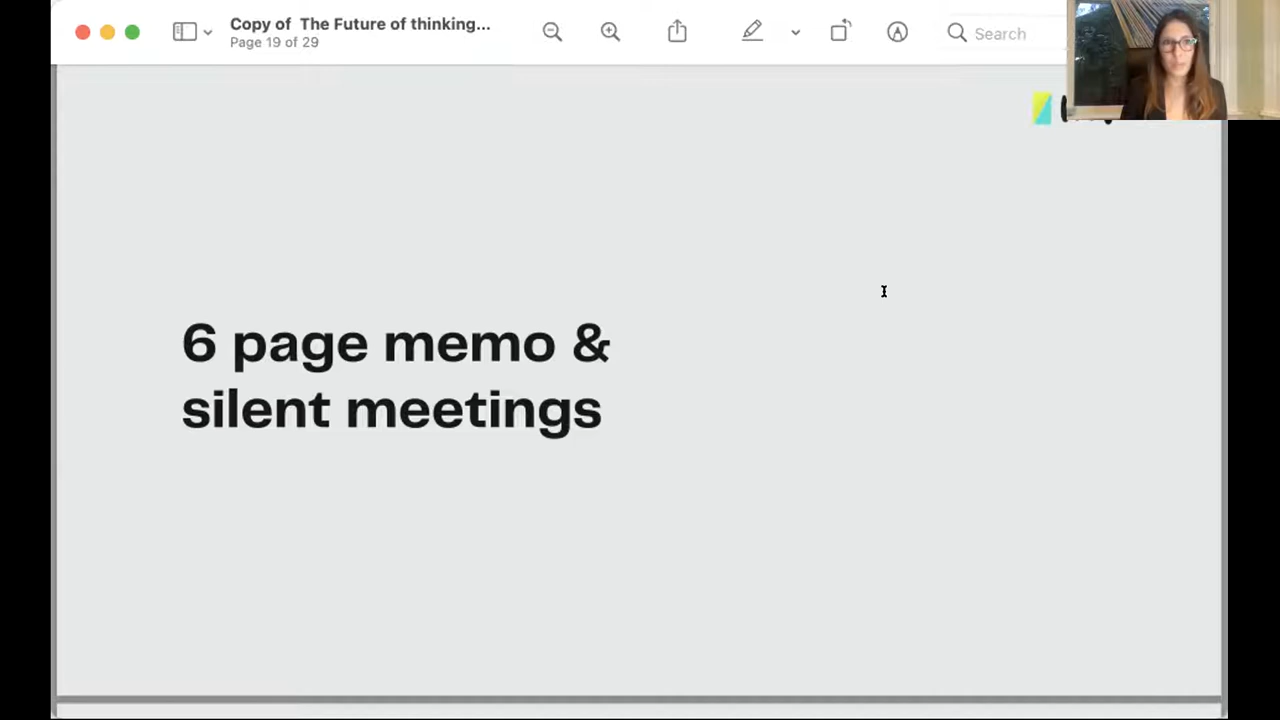 Copy of  The Future of thinking...
Page 19 of 29
Search
6 page memo &
silent meetings